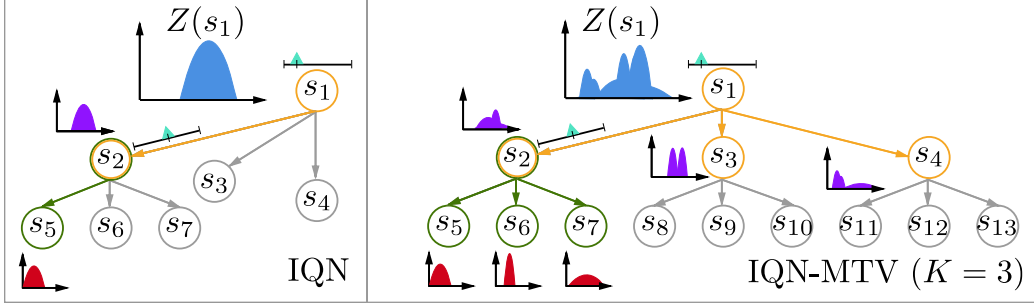 Z(s₁)
s₁
s₂
s₃
s₄
s₅ s₆ s₇
IQN
Z(s₁)
s₁
s₂ s₃ s₄
s₅ s₆ s₇ s₈ s₉ s₁₀ s₁₁ s₁₂ s₁₃
IQN-MTV (K = 3)